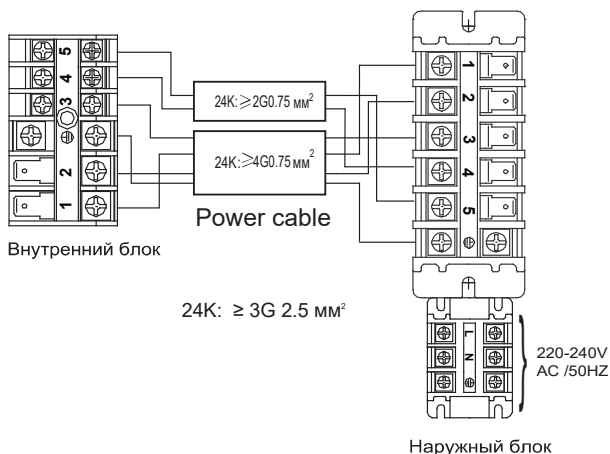 5
4
3
2
1
Внутренний блок
24K:≥2G0.75 мм²
24K:≥4G0.75 мм²
Power cable
24K: ≥ 3G 2.5 мм²
1
2
3
4
5
L
N
220-240V
AC /50HZ
Наружный блок